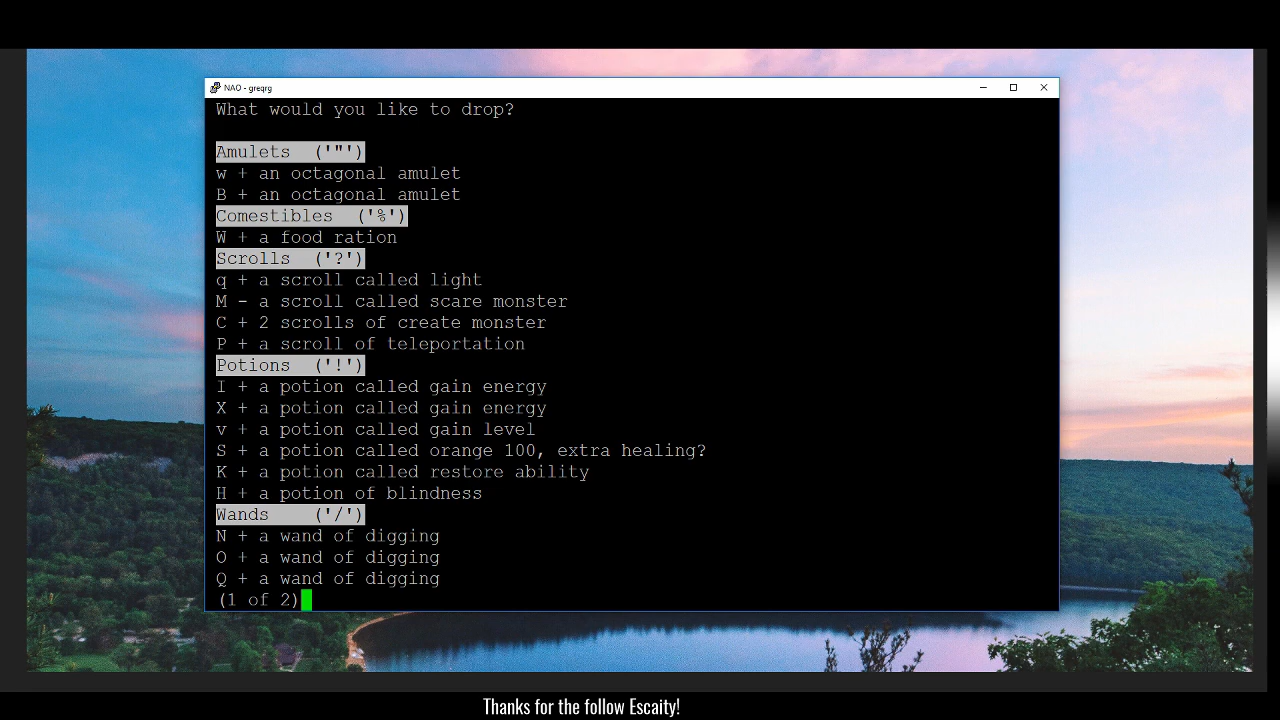 NAO - greqrg
What would you like to drop?
Amulets  ('"')
w + an octagonal amulet
B + an octagonal amulet
Comestibles  ('%')
W + a food ration
Scrolls  ('?')
q + a scroll called light
M - a scroll called scare monster
C + 2 scrolls of create monster
P + a scroll of teleportation
Potions  ('!')
I + a potion called gain energy
X + a potion called gain energy
v + a potion called gain level
S + a potion called orange 100, extra healing?
K + a potion called restore ability
H + a potion of blindness
Wands    ('/')
N + a wand of digging
O + a wand of digging
Q + a wand of digging
(1 of 2)
Thanks for the follow Escaity!